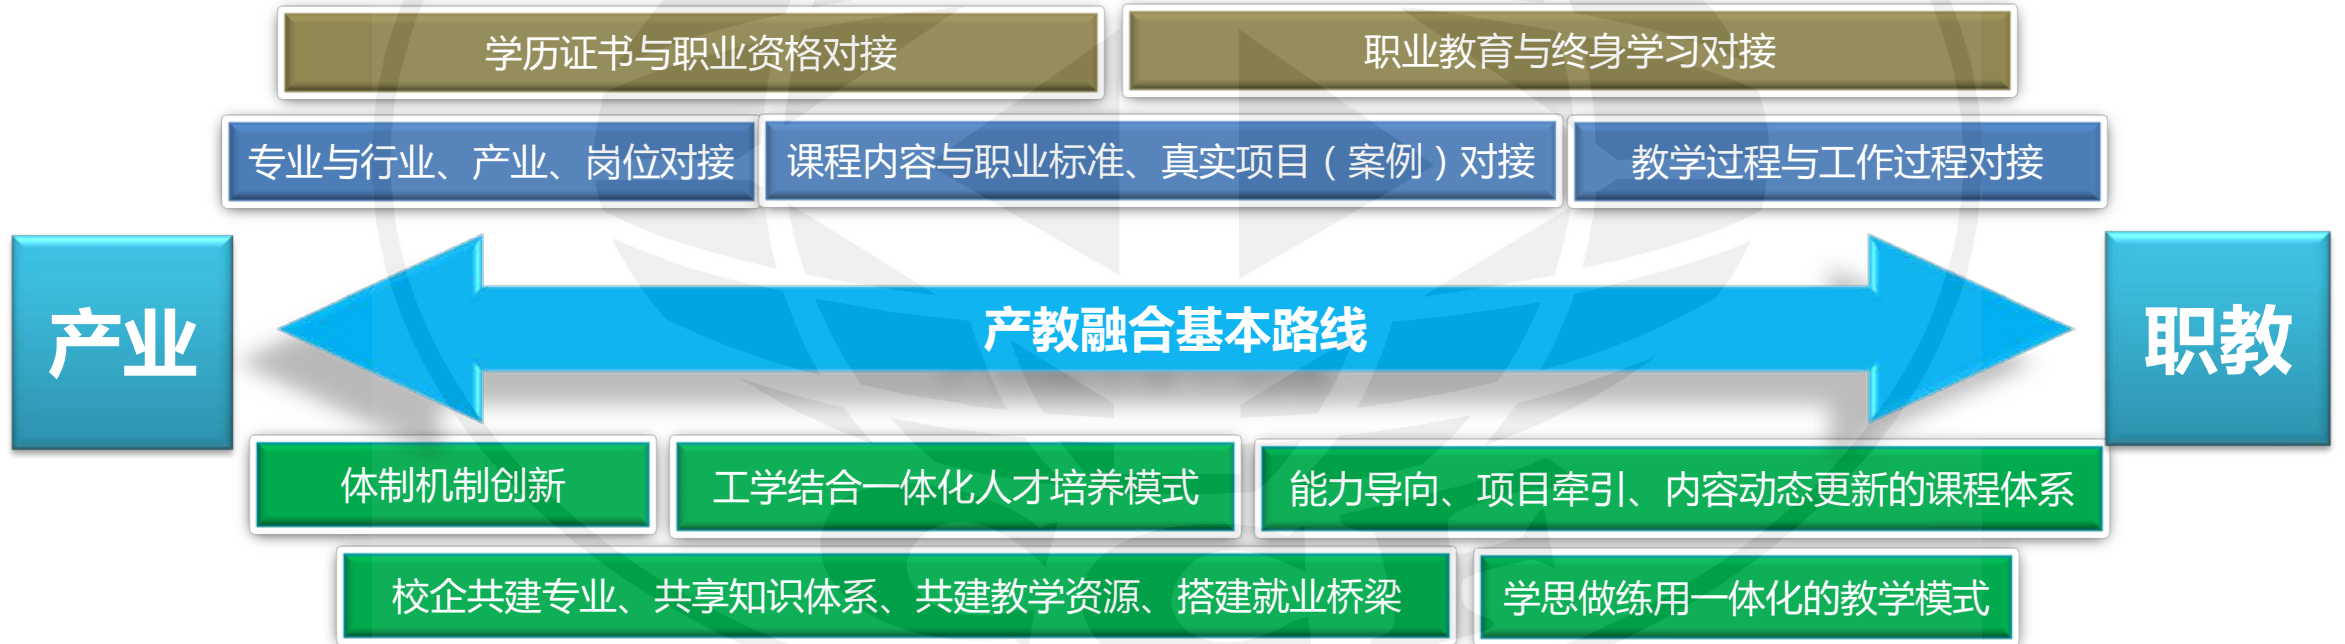 学历证书与职业资格对接
职业教育与终身学习对接
专业与行业、产业、岗位对接
课程内容与职业标准、真实项目（案例）对接
教学过程与工作过程对接
产业
产教融合基本路线
职教
体制机制创新
工学结合一体化人才培养模式
能力导向、项目牵引、内容动态更新的课程体系
校企共建专业、共享知识体系、共建教学资源、搭建就业桥梁
学思做练用一体化的教学模式